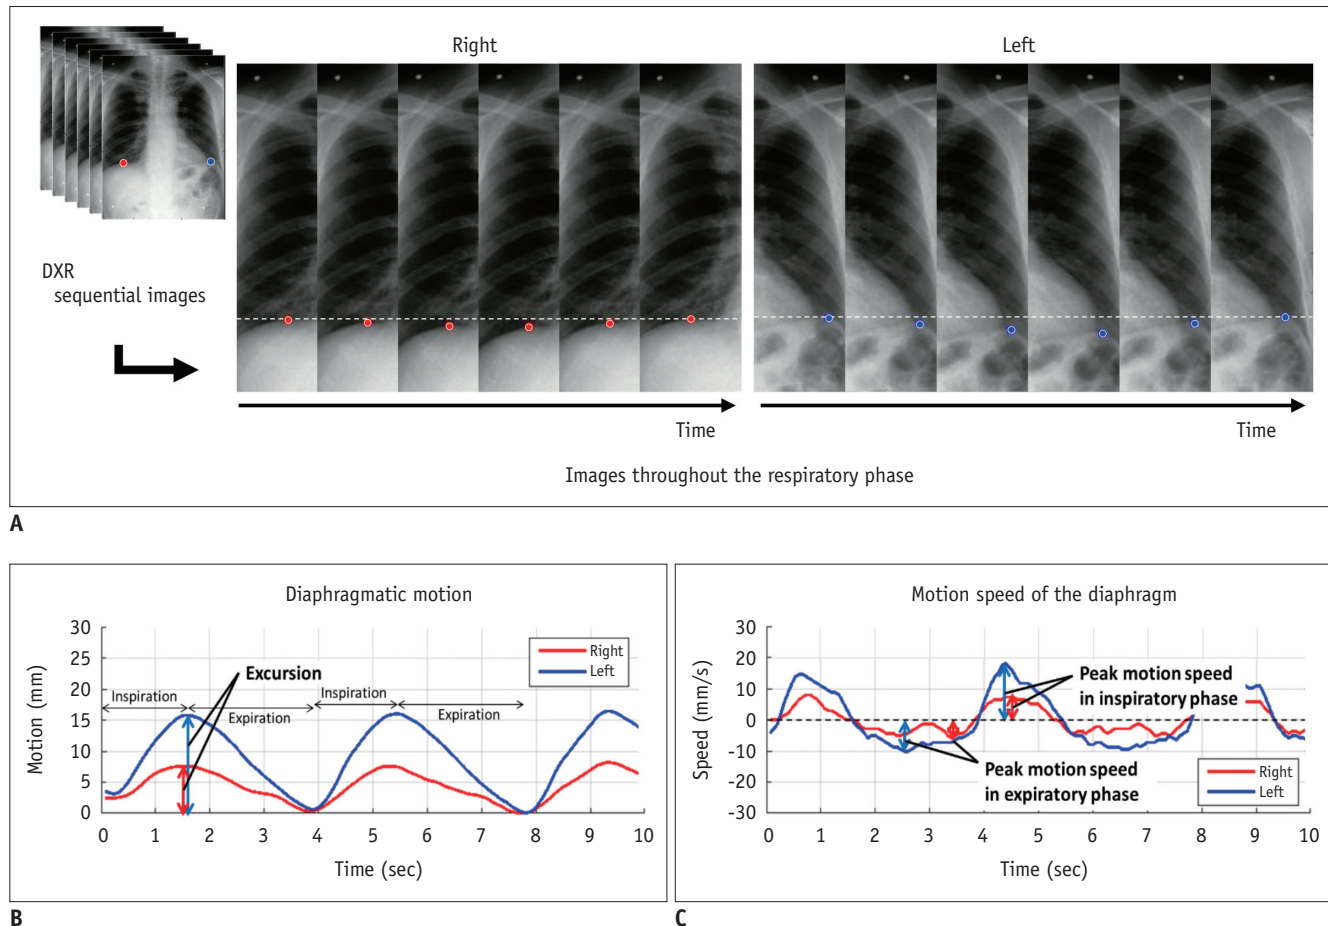 Right
Left
DXR
sequential images
Time
Time
Images throughout the respiratory phase
A
Diaphragmatic motion
30
25
20
15
10
5
0
Motion (mm)
Right
Left
Excursion
Inspiration
Expiration
Inspiration
Expiration
0 1 2 3 4 5 6 7 8 9 10
Time (sec)
B
Motion speed of the diaphragm
30
20
10
0
-10
-20
-30
Speed (mm/s)
Peak motion speed
in inspiratory phase
Peak motion speed
in expiratory phase
Right
Left
0 1 2 3 4 5 6 7 8 9 10
Time (sec)
C